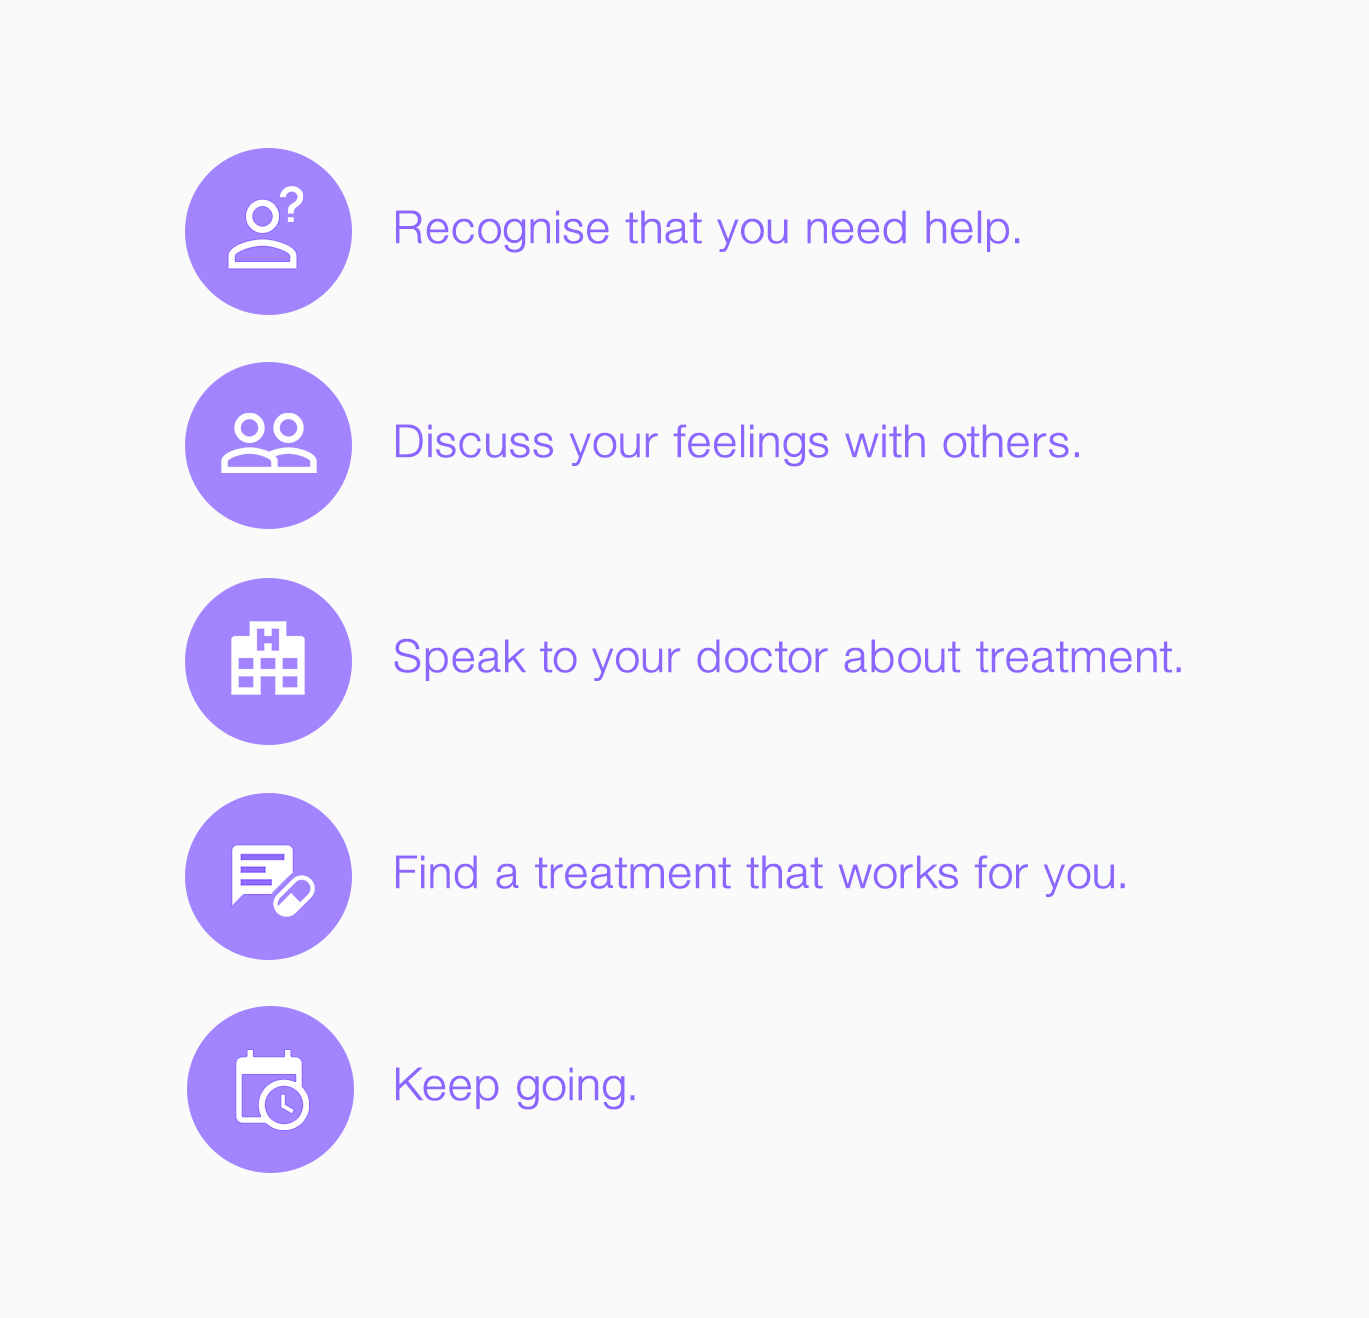 ?
Recognise that you need help.
Discuss your feelings with others.
H
Speak to your doctor about treatment.
Find a treatment that works for you.
Keep going.